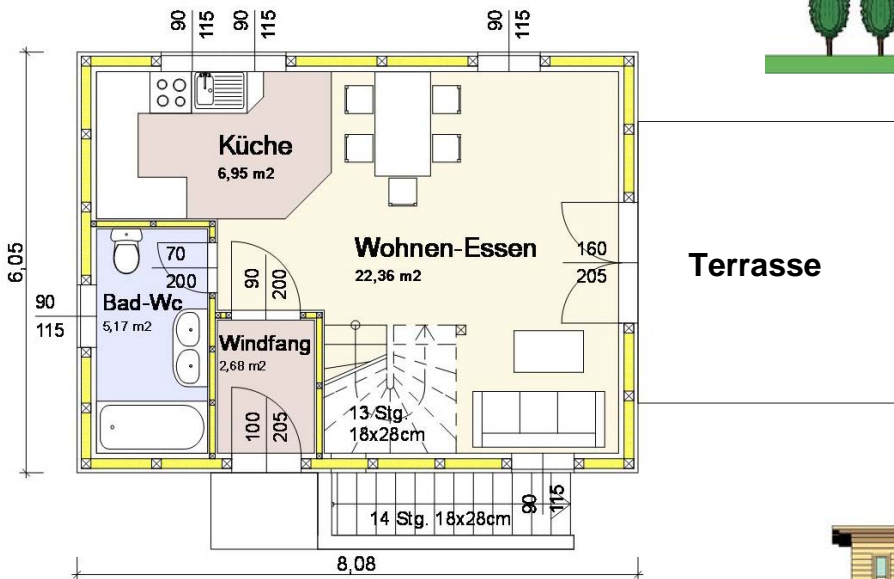 90
115
90
115
90
115
Küche
6,95 m2
6,05
Wohnen-Essen
22,36 m2
160
205
Terrasse
70
200
90
200
90
115
Bad-Wc
5,17 m2
Windfang
2,68 m2
100
205
13 Stg.
18x28cm
90
115
14 Stg. 18x28cm
8,08